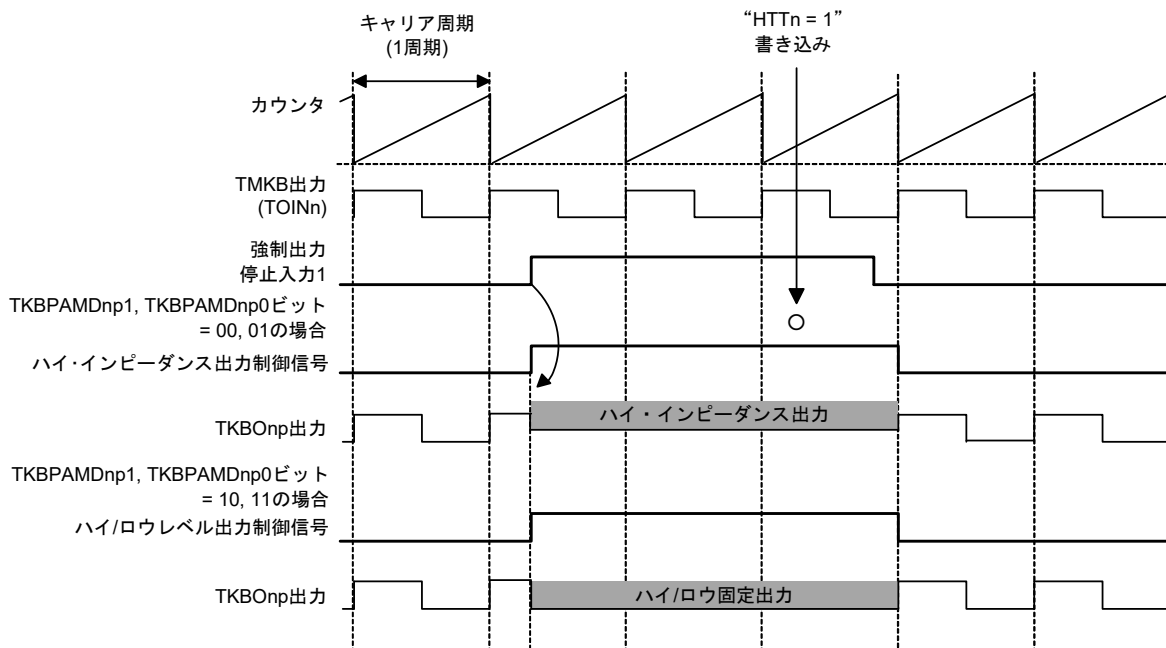 キャリア周期
(1周期)
“HTTn = 1”
書き込み
カウンタ
TMKB出力
(TOINn)
強制出力
停止入力1
TKBPAMDnp1, TKBPAMDnp0ビット
= 00, 01の場合
ハイ・インピーダンス出力制御信号
ハイ・インピーダンス出力
TKBOnp出力
TKBPAMDnp1, TKBPAMDnp0ビット
= 10, 11の場合
ハイ/ロウレベル出力制御信号
TKBOnp出力
ハイ/ロウ固定出力